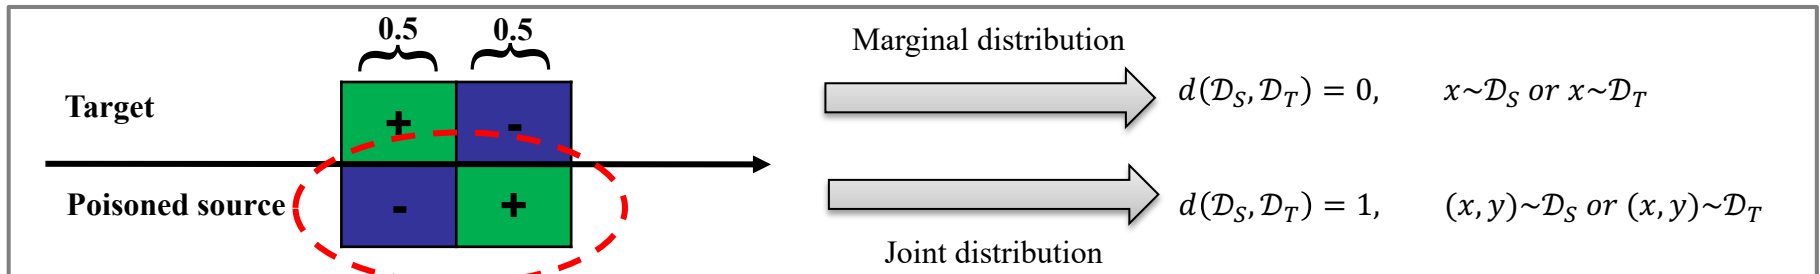 0.5 0.5
Target
+ -
Poisoned source
- +
Marginal distribution
d(𝒟_S, 𝒟_T) = 0, x~𝒟_S or x~𝒟_T
d(𝒟_S, 𝒟_T) = 1, (x, y)~𝒟_S or (x, y)~𝒟_T
Joint distribution